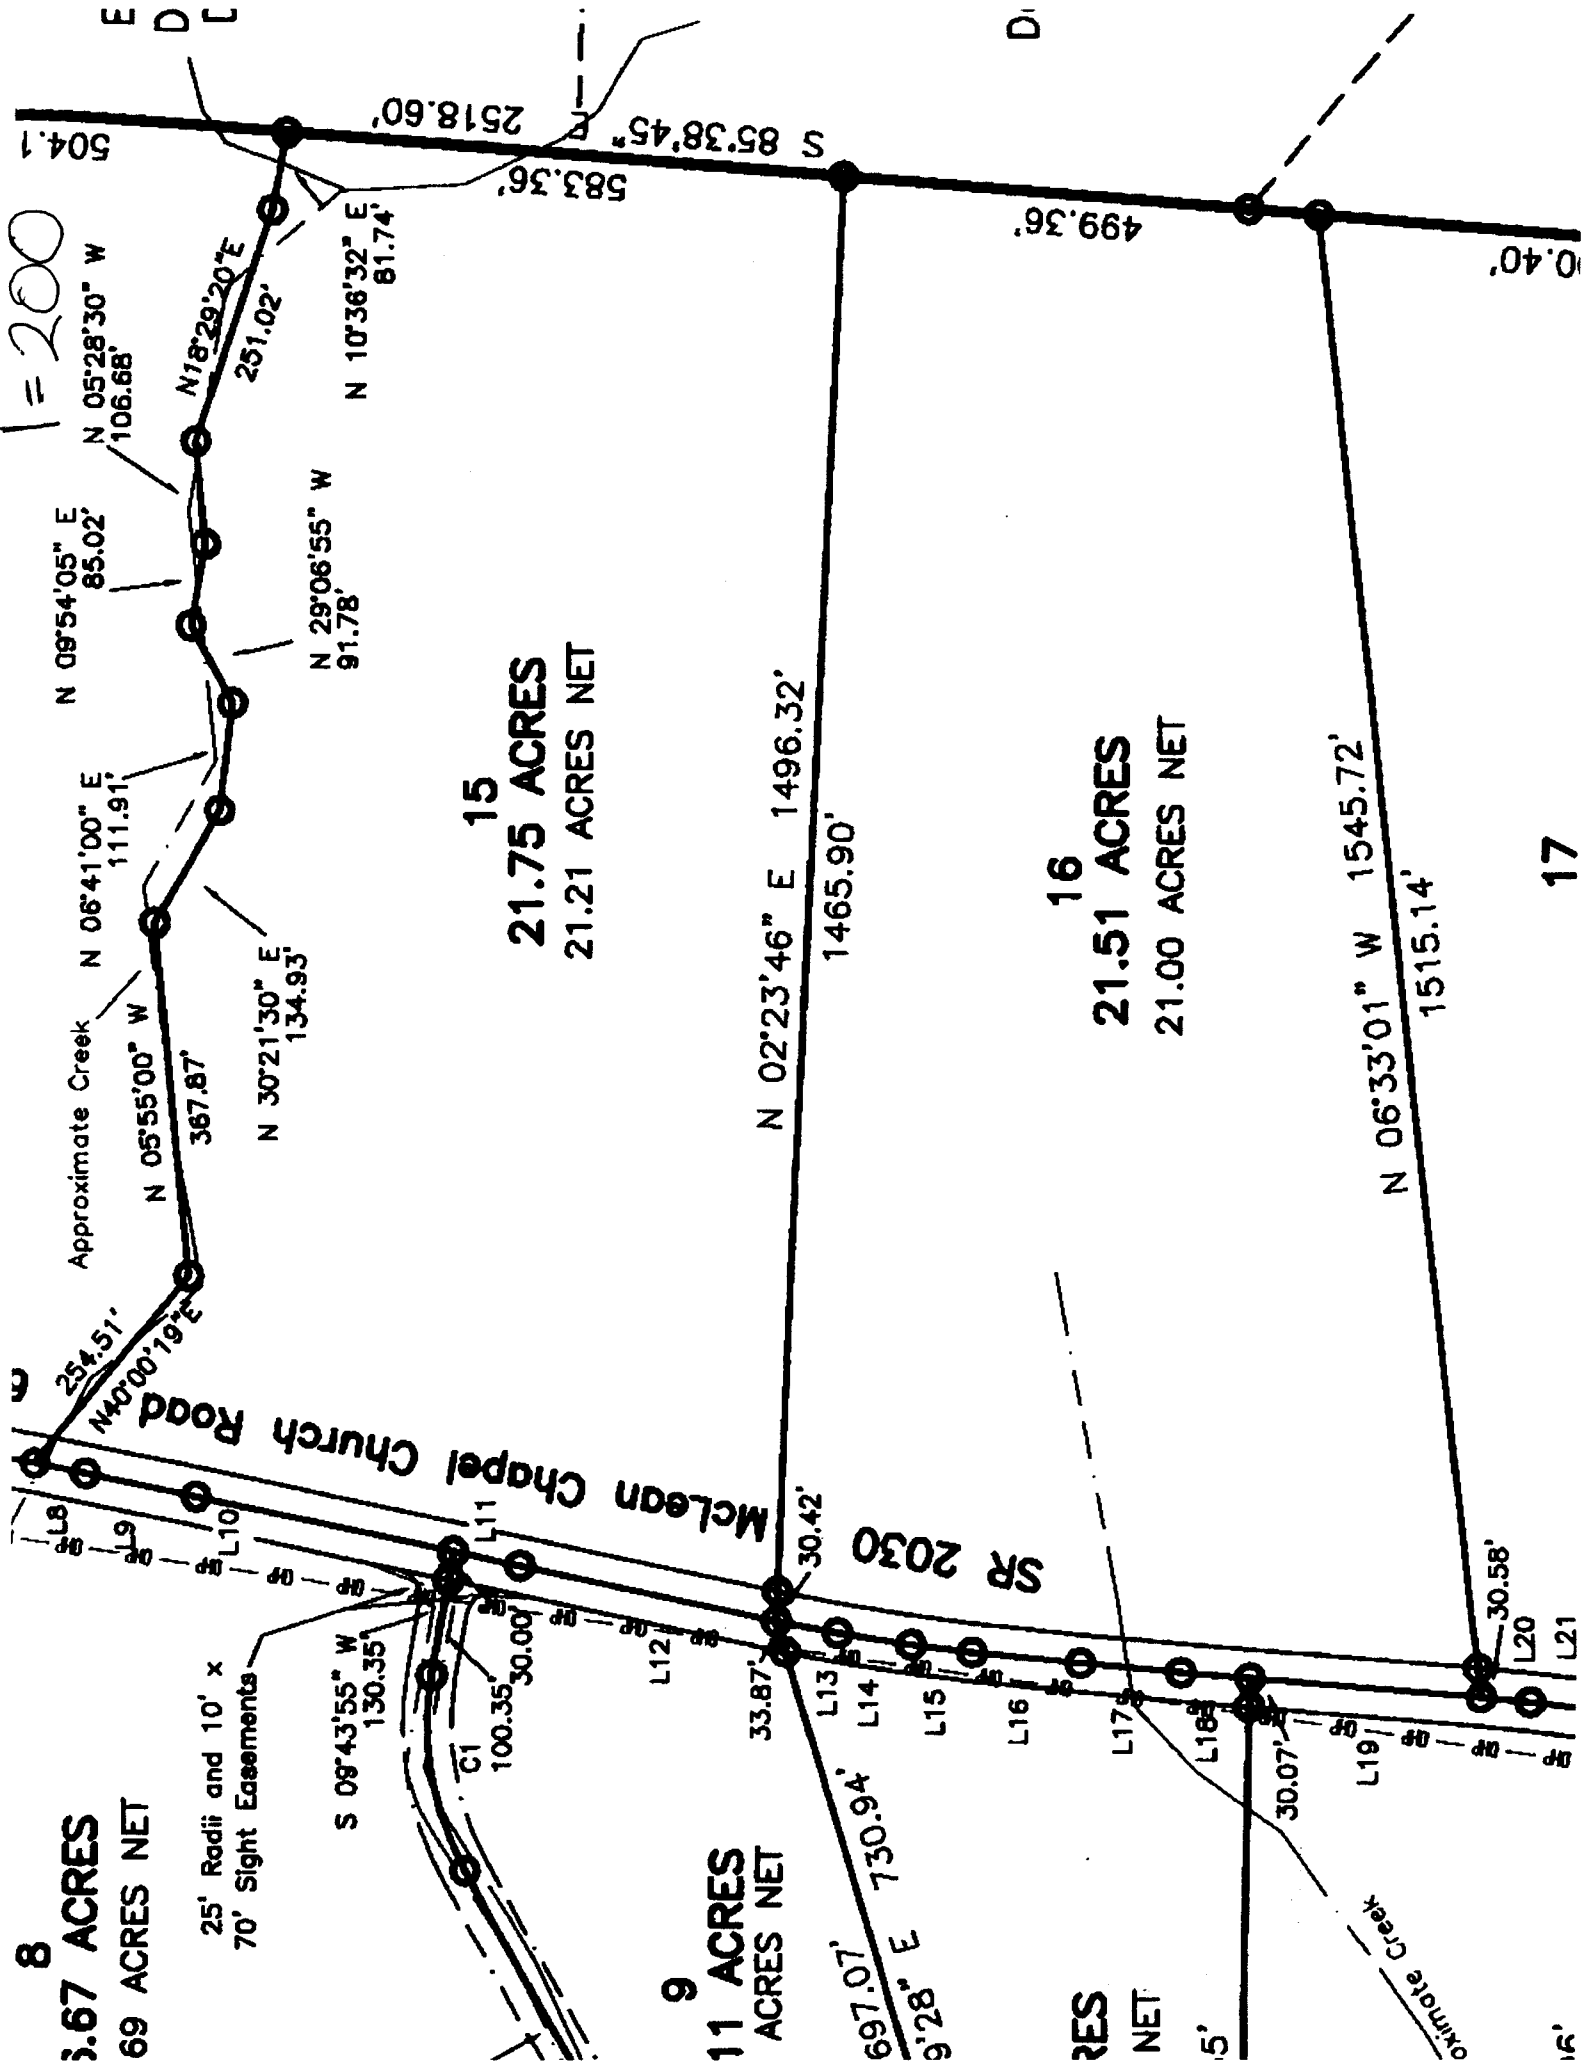 E
D
1 = 200
504.1
2518.60'
S 85°38'45"
583.36'
499.36'
0.40'
N 05°28'30" W
106.68'
N18°29'20"E
251.02'
N 10°36'32" E
81.74'
N 09°54'05" E
85.02'
N 29°06'55" W
91.78'
N 06°41'00" E
111.91'
N 30°21'30" E
134.93'
Approximate Creek
N 05°55'00" W
367.87'
254.51'
N40°00'19"E
15
21.75 ACRES
21.21 ACRES NET
N 02°23'46" E 1496.32'
1465.90'
16
21.51 ACRES
21.00 ACRES NET
N 06°33'01" W 1545.72'
1515.14'
17
McLean Chapel Church Road
SR 2030
L8
L9
L10
L11
L12
L13
L14
L15
L16
L17
L18
L19
L20
L21
OHP
30.42'
33.87'
30.58'
30.07'
25' Radii and 10' x
70' Sight Easements
S 09°43'55" W
130.35'
C1
100.35'
30.00'
8
.67 ACRES
69 ACRES NET
9
11 ACRES
ACRES NET
730.94'
697.07'
9'28" E
RES
NET
5'
oximate Creek
6'